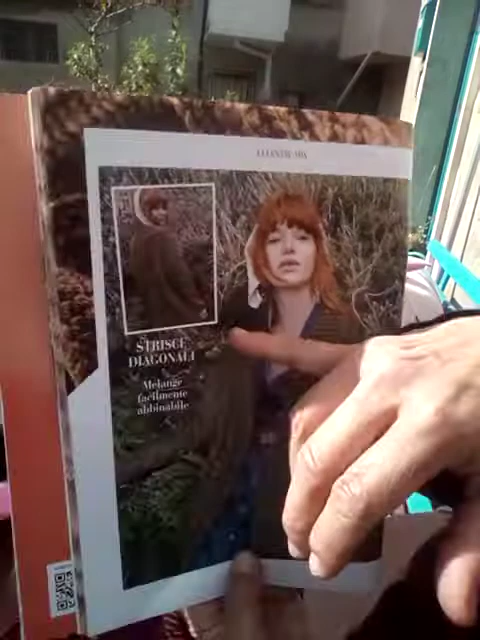 STRISCE
DIAGONALI
Melange
facilmente
abbinabile